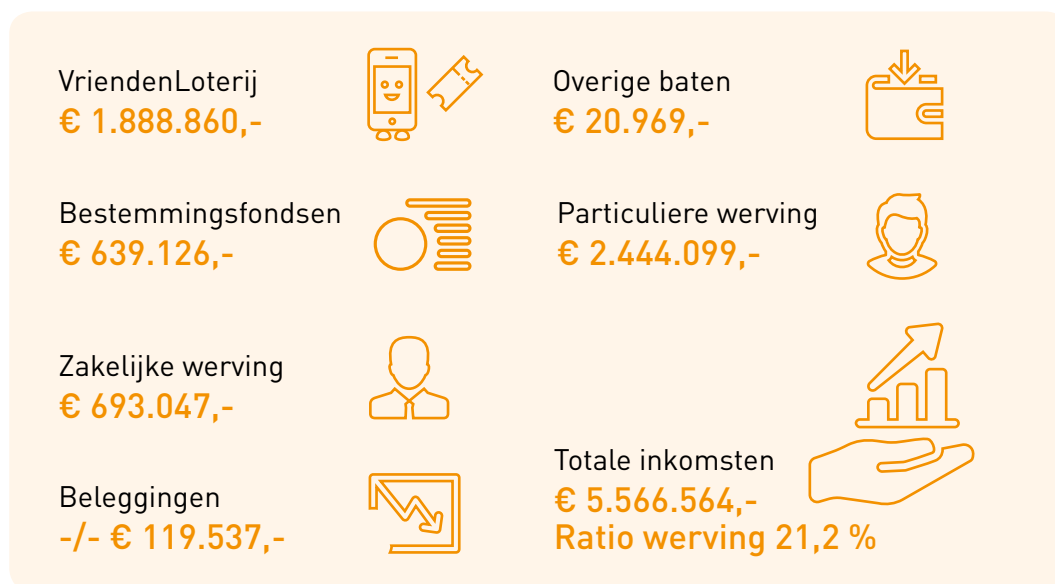 VriendenLoterij
€ 1.888.860,-
Bestemmingsfondsen
€ 639.126,-
Zakelijke werving
€ 693.047,-
Beleggingen
-/- € 119.537,-
Overige baten
€ 20.969,-
Particuliere werving
€ 2.444.099,-
Totale inkomsten
€ 5.566.564,-
Ratio werving 21,2 %